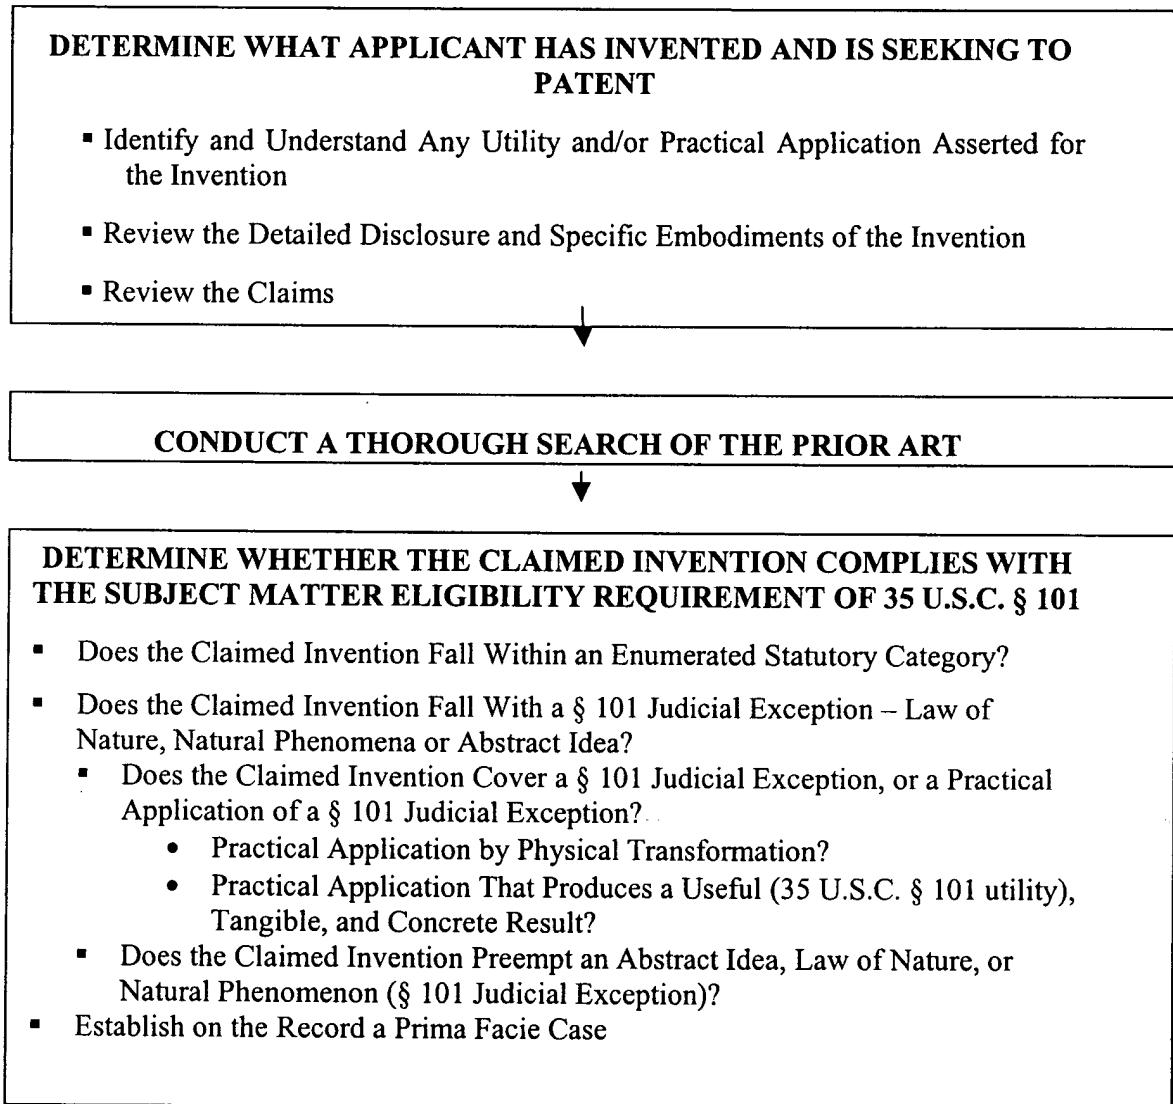 DETERMINE WHAT APPLICANT HAS INVENTED AND IS SEEKING TO
PATENT
▪ Identify and Understand Any Utility and/or Practical Application Asserted for
the Invention
▪ Review the Detailed Disclosure and Specific Embodiments of the Invention
▪ Review the Claims
CONDUCT A THOROUGH SEARCH OF THE PRIOR ART
DETERMINE WHETHER THE CLAIMED INVENTION COMPLIES WITH
THE SUBJECT MATTER ELIGIBILITY REQUIREMENT OF 35 U.S.C. § 101
▪ Does the Claimed Invention Fall Within an Enumerated Statutory Category?
▪ Does the Claimed Invention Fall With a § 101 Judicial Exception – Law of
Nature, Natural Phenomena or Abstract Idea?
▪ Does the Claimed Invention Cover a § 101 Judicial Exception, or a Practical
Application of a § 101 Judicial Exception?
• Practical Application by Physical Transformation?
• Practical Application That Produces a Useful (35 U.S.C. § 101 utility),
Tangible, and Concrete Result?
▪ Does the Claimed Invention Preempt an Abstract Idea, Law of Nature, or
Natural Phenomenon (§ 101 Judicial Exception)?
▪ Establish on the Record a Prima Facie Case